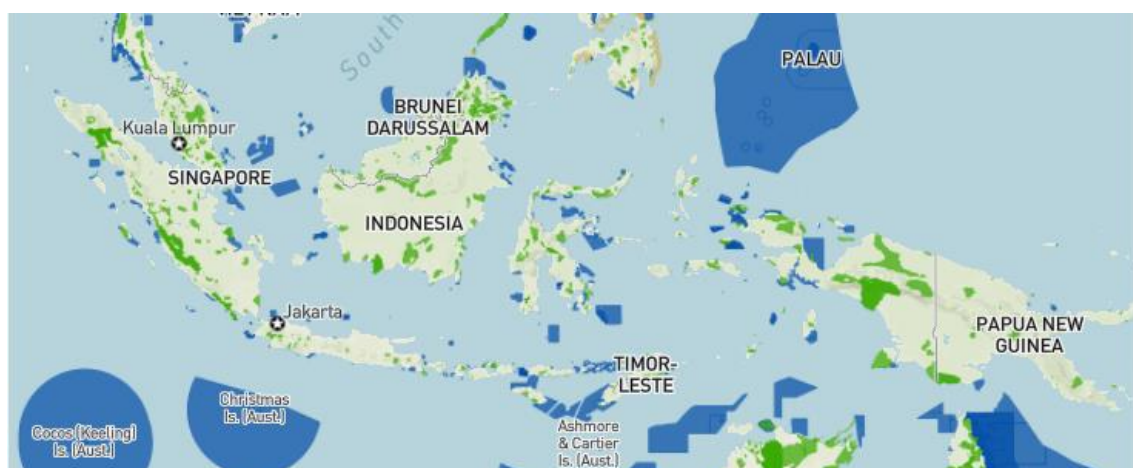 South
PALAU
BRUNEI
DARUSSALAM
Kuala Lumpur
SINGAPORE
INDONESIA
Jakarta
PAPUA NEW
GUINEA
TIMOR-
LESTE
Christmas
Is. (Aust.)
Cocos (Keeling)
Is. (Aust.)
Ashmore
& Cartier
Is. (Aust.)